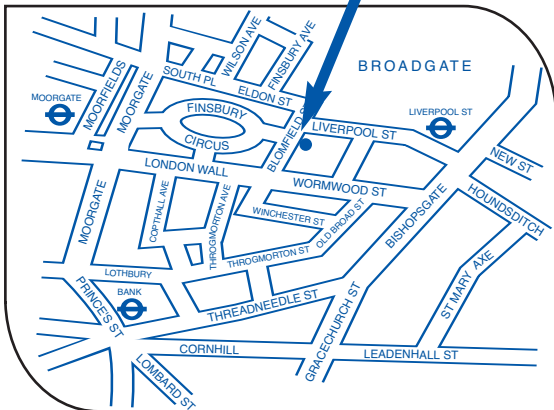 WILSON AVE
FINSBURY AVE
BROADGATE
SOUTH PL
ELDON ST
MOORFIELDS
MOORGATE
MOORGATE
FINSBURY
CIRCUS
BLOMFIELD
LIVERPOOL ST
LIVERPOOL ST
NEW ST
LONDON WALL
WORMWOOD ST
HOUNDSDITCH
COPTHALL AVE
THROGMORTON AVE
WINCHESTER ST
OLD BROAD ST
BISHOPSGATE
MOORGATE
THROGMORTON ST
LOTHBURY
ST MARY AXE
PRINCE'S ST
BANK
THREADNEEDLE ST
GRACECHURCH ST
CORNHILL
LEADENHALL ST
LOMBARD ST